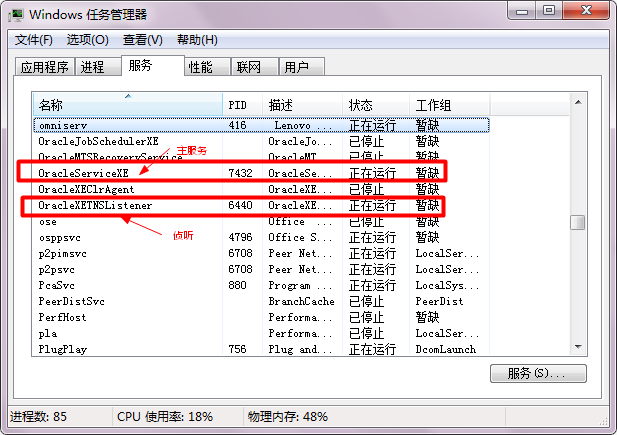 Windows 任务管理器
文件(F) 选项(O) 查看(V) 帮助(H)
应用程序 进程 服务 性能 联网 用户
名称 PID 描述 状态 工作组
omniserv 416 Lenovo ... 正在运行 暂缺
OracleJobSchedulerXE OracleJo... 已停止 暂缺
OracleMTSRecoveryService OracleMT... 已停止 暂缺
主服务
OracleServiceXE 7432 OracleSe... 正在运行 暂缺
OracleXEClrAgent OracleXE... 已停止 暂缺
OracleXETNSListener 6440 OracleXE... 正在运行 暂缺
ose Office ... 已停止 暂缺
侦听
osppsvc 4796 Office S... 正在运行 暂缺
p2pimsvc 6708 Peer Net... 正在运行 LocalSer...
p2psvc 6708 Peer Net... 正在运行 LocalSer...
PcaSvc 880 Program ... 正在运行 LocalSys...
PeerDistSvc BranchCache 已停止 PeerDist
PerfHost Performa... 已停止 暂缺
pla Performa... 已停止 LocalSer...
PlugPlay 756 Plug and... 正在运行 DcomLaunch
服务(S)...
进程数: 85 CPU 使用率: 18% 物理内存: 48%